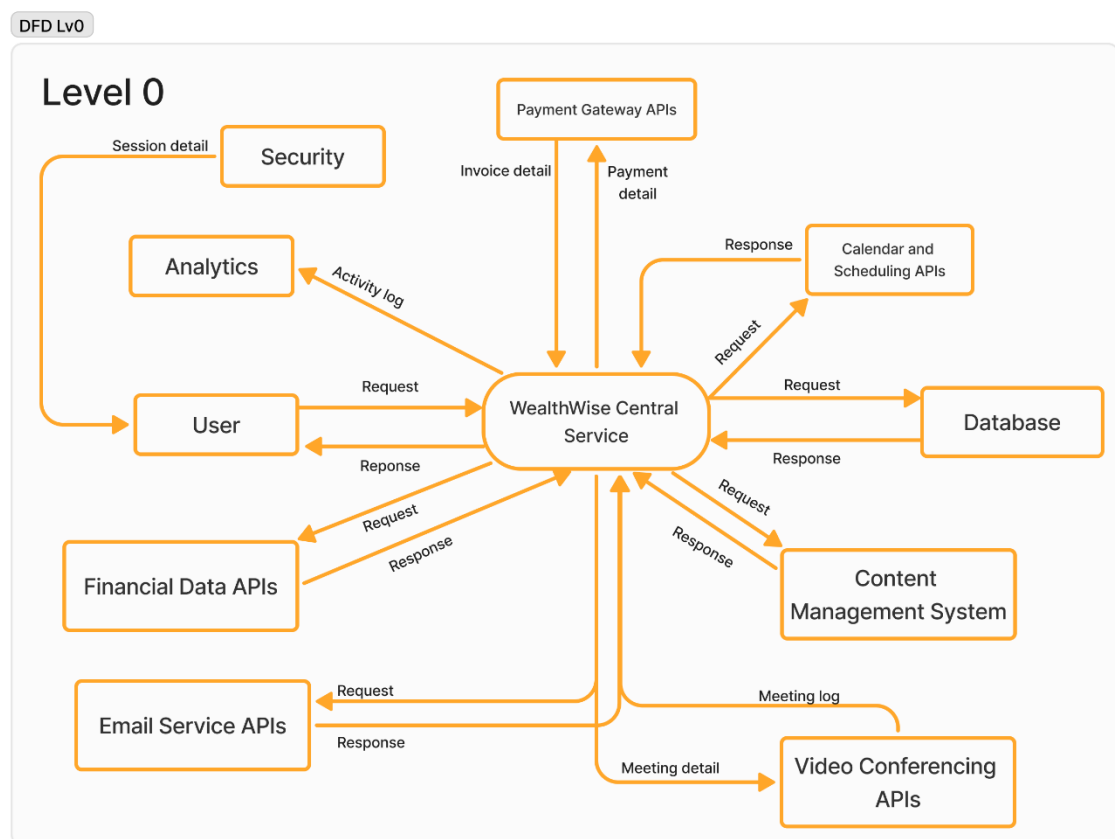 DFD Lv0
Level 0
Payment Gateway APIs
Session detail
Security
Invoice detail
Payment
detail
Analytics
Activity log
Response
Calendar and
Scheduling APIs
Request
Request
User
Reponse
WealthWise Central
Service
Request
Response
Database
Request
Response
Financial Data APIs
Request
Response
Content
Management System
Email Service APIs
Request
Response
Meeting log
Meeting detail
Video Conferencing
APIs